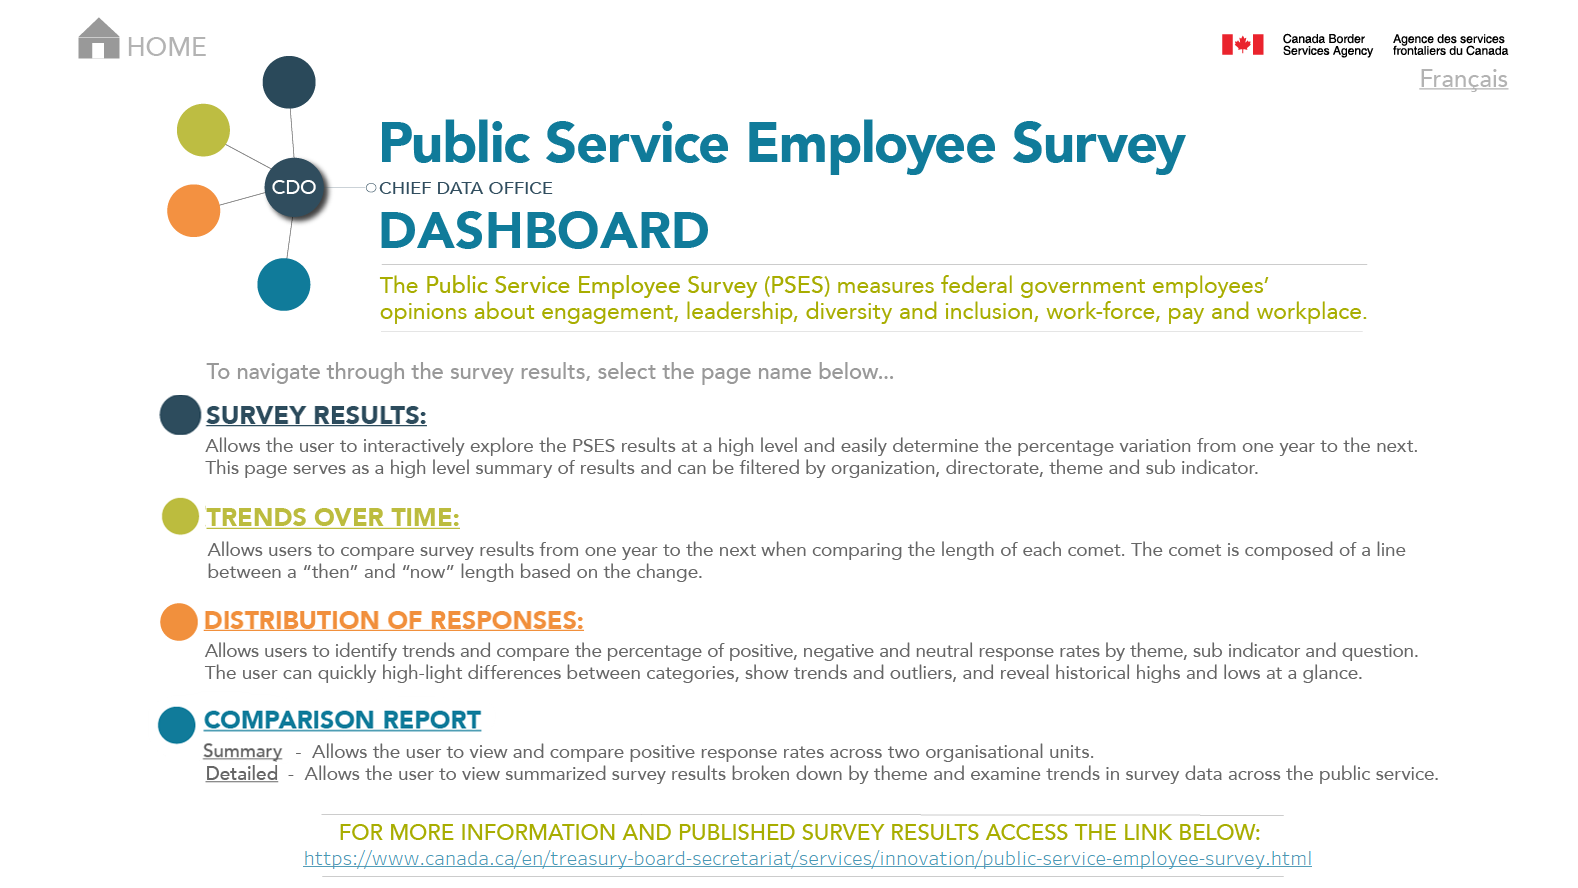 HOME
Canada Border
Services Agency
Agence des services
frontaliers du Canada
Français
Public Service Employee Survey
CDO
CHIEF DATA OFFICE
DASHBOARD
The Public Service Employee Survey (PSES) measures federal government employees’
opinions about engagement, leadership, diversity and inclusion, work-force, pay and workplace.
To navigate through the survey results, select the page name below...
SURVEY RESULTS:
Allows the user to interactively explore the PSES results at a high level and easily determine the percentage variation from one year to the next.
This page serves as a high level summary of results and can be filtered by organization, directorate, theme and sub indicator.
TRENDS OVER TIME:
Allows users to compare survey results from one year to the next when comparing the length of each comet. The comet is composed of a line
between a “then” and “now” length based on the change.
DISTRIBUTION OF RESPONSES:
Allows users to identify trends and compare the percentage of positive, negative and neutral response rates by theme, sub indicator and question.
The user can quickly high-light differences between categories, show trends and outliers, and reveal historical highs and lows at a glance.
COMPARISON REPORT
Summary - Allows the user to view and compare positive response rates across two organisational units.
Detailed - Allows the user to view summarized survey results broken down by theme and examine trends in survey data across the public service.
FOR MORE INFORMATION AND PUBLISHED SURVEY RESULTS ACCESS THE LINK BELOW:
https://www.canada.ca/en/treasury-board-secretariat/services/innovation/public-service-employee-survey.html